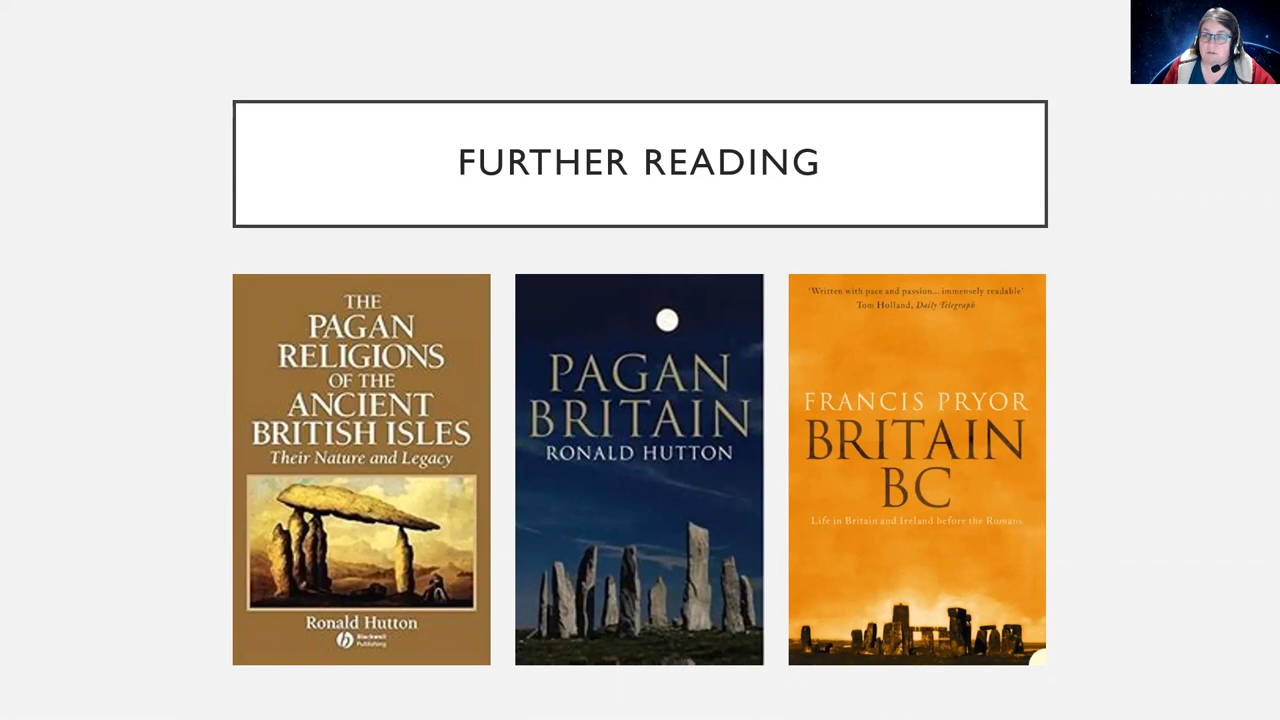 FURTHER READING
THE
PAGAN
RELIGIONS
OF THE
ANCIENT
BRITISH ISLES
Their Nature and Legacy
Ronald Hutton
Blackwell
Publishing
PAGAN
BRITAIN
RONALD HUTTON
'Written with pace and passion... immensely readable'
Tom Holland, Daily Telegraph
FRANCIS PRYOR
BRITAIN
BC
Life in Britain and Ireland before the Romans